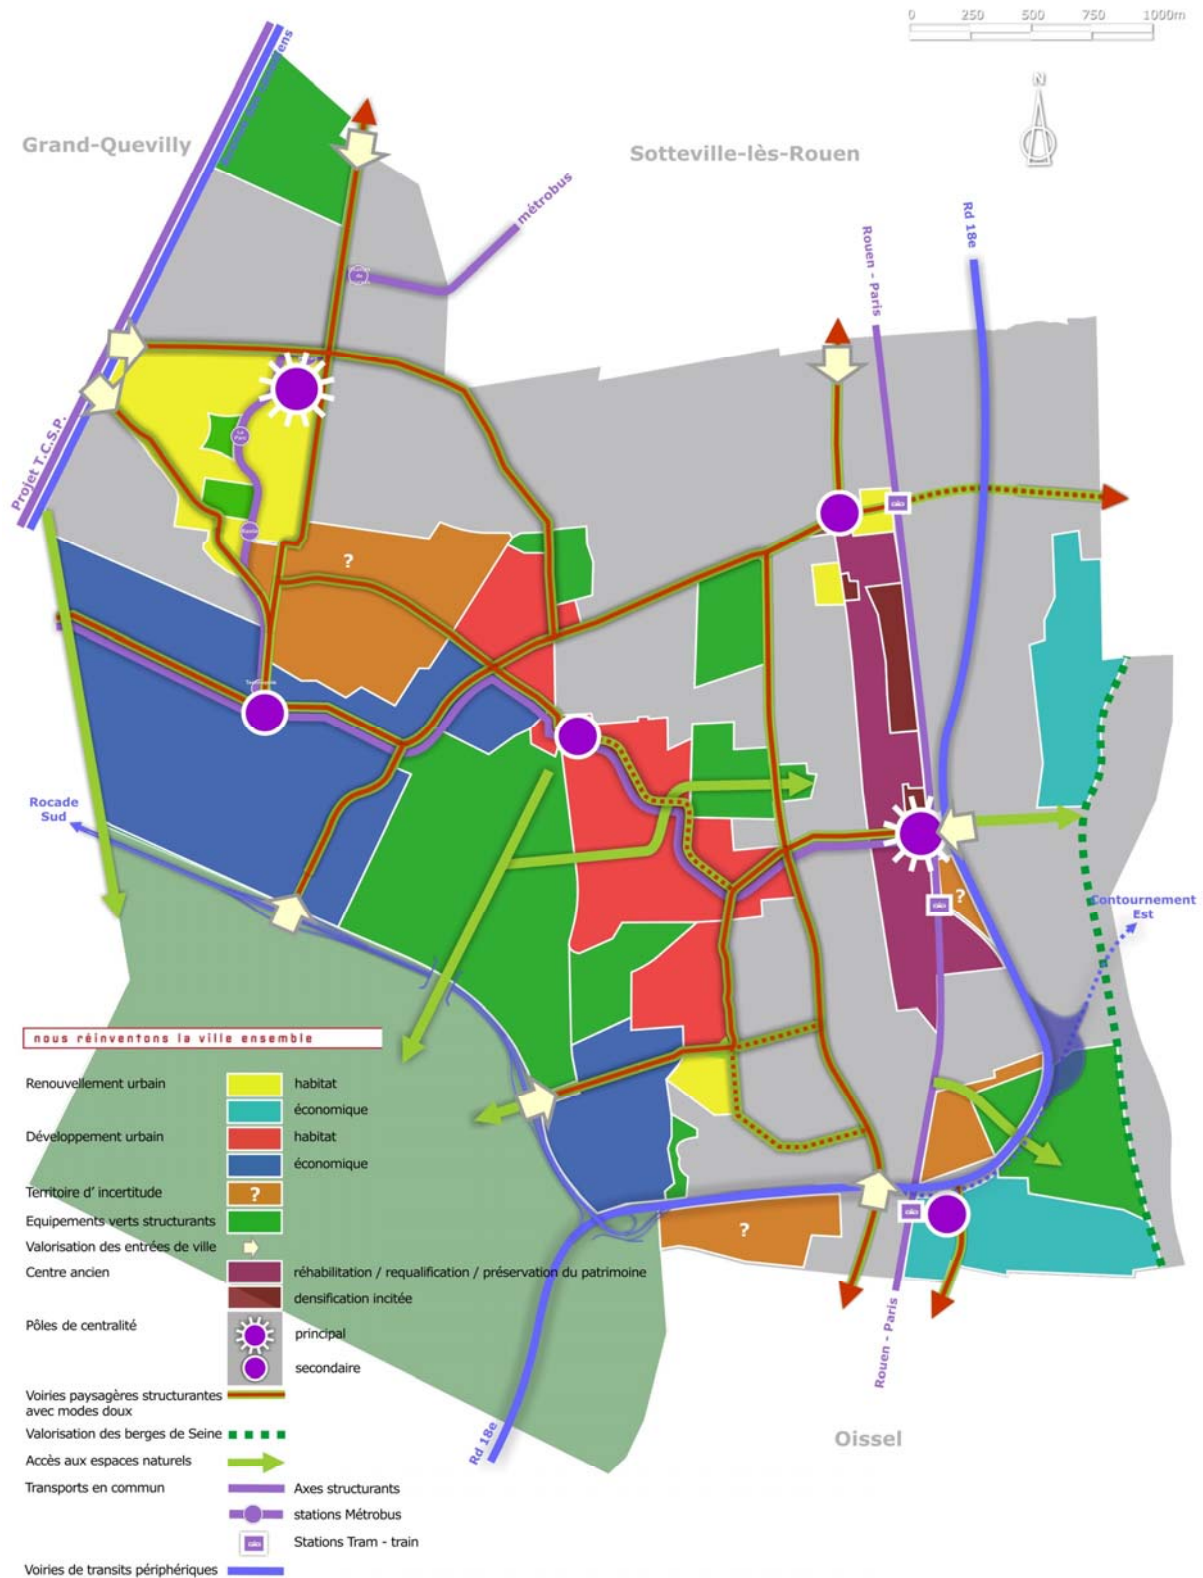 0 250 500 750 1000m
N
Grand-Quevilly
Sotteville-lès-Rouen
métrobus
Rouen - Paris
Rd 18e
Projet T.C.S.P.
?
Rocade
Sud
?
Contournement
Est
?
Rouen - Paris
Rd 18e
Oissel
nous réinventons la ville ensemble
Renouvellement urbain
habitat
économique
Développement urbain
habitat
économique
Territoire d' incertitude
?
Equipements verts structurants
Valorisation des entrées de ville
Centre ancien
réhabilitation / requalification / préservation du patrimoine
densification incitée
Pôles de centralité
principal
secondaire
Voiries paysagères structurantes
avec modes doux
Valorisation des berges de Seine
Accès aux espaces naturels
Transports en commun
Axes structurants
stations Métrobus
Stations Tram - train
Voiries de transits périphériques